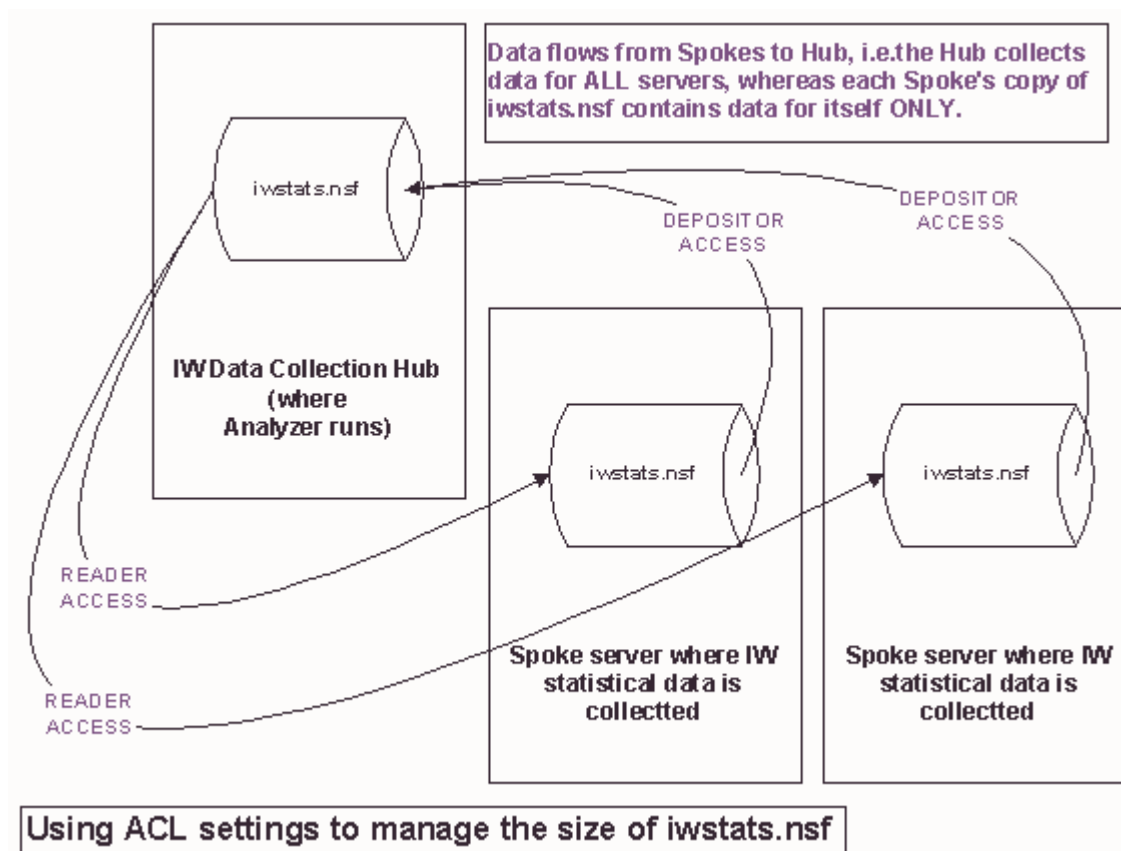 Data flows from Spokes to Hub, i.e.the Hub collects
data for ALL servers, whereas each Spoke's copy of
iwstats.nsf contains data for itself ONLY.
iwstats.nsf
DEPOSITOR
ACCESS
DEPOSITOR
ACCESS
IW Data Collection Hub
(where
Analyzer runs)
iwstats.nsf
iwstats.nsf
READER
ACCESS
READER
ACCESS
Spoke server where IW
statistical data is
collectted
Spoke server where IW
statistical data is
collectted
Using ACL settings to manage the size of iwstats.nsf